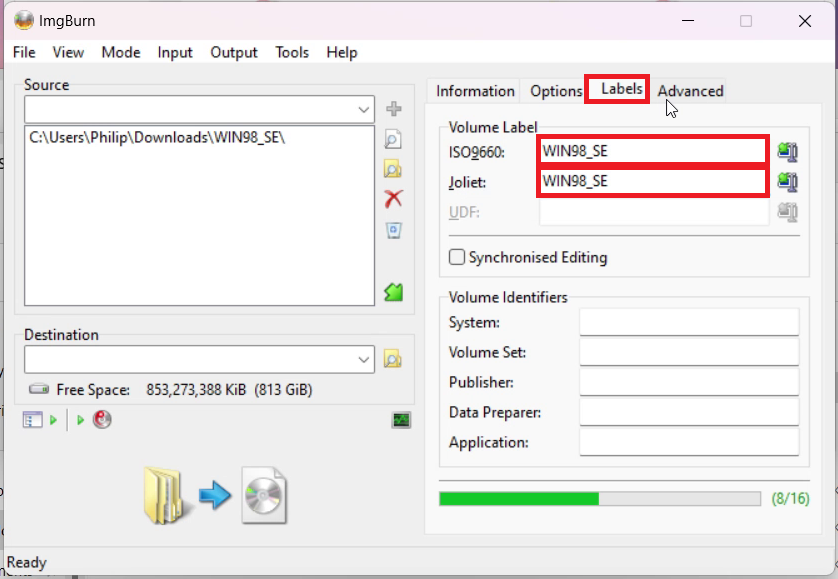 ImgBurn
File View Mode Input Output Tools Help
Source
C:\Users\Philip\Downloads\WIN98_SE\
Destination
Free Space: 853,273,388 KiB (813 GiB)
Information Options Labels Advanced
Volume Label
ISO9660: WIN98_SE
Joliet: WIN98_SE
UDF:
Synchronised Editing
Volume Identifiers
System:
Volume Set:
Publisher:
Data Preparer:
Application:
(8/16)
Ready